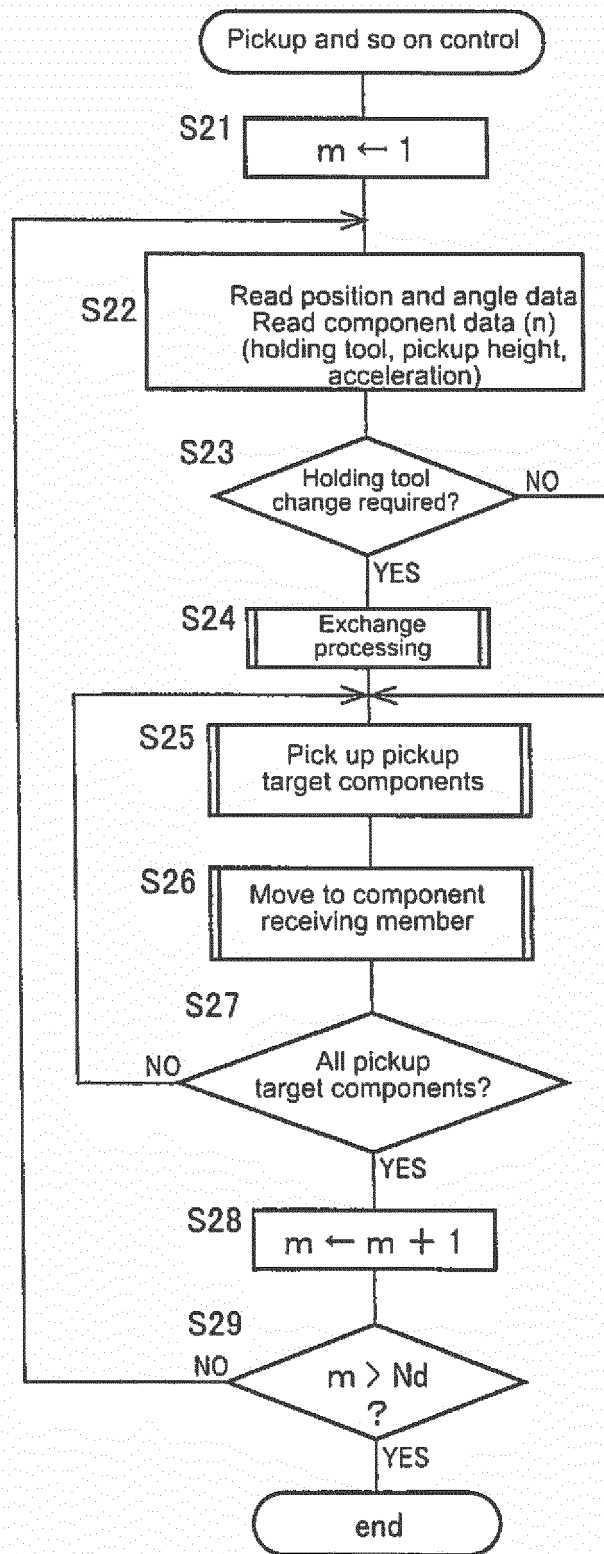 Pickup and so on control
S21
m ← 1
S22
Read position and angle data
Read component data (n)
(holding tool, pickup height,
acceleration)
S23
Holding tool
change required?
NO
YES
S24
Exchange
processing
S25
Pick up pickup
target components
S26
Move to component
receiving member
S27
All pickup
target components?
NO
YES
S28
m ← m + 1
S29
m > Nd
?
NO
YES
end